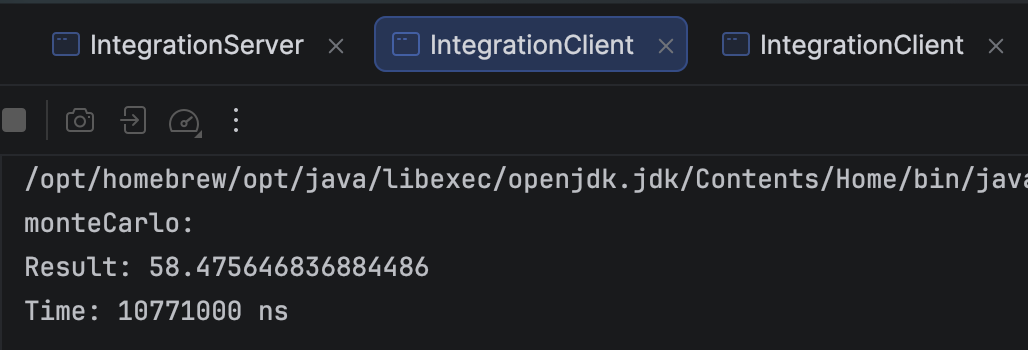 IntegrationServer IntegrationClient IntegrationClient
/opt/homebrew/opt/java/libexec/openjdk.jdk/Contents/Home/bin/java
monteCarlo:
Result: 58.475646836884486
Time: 10771000 ns